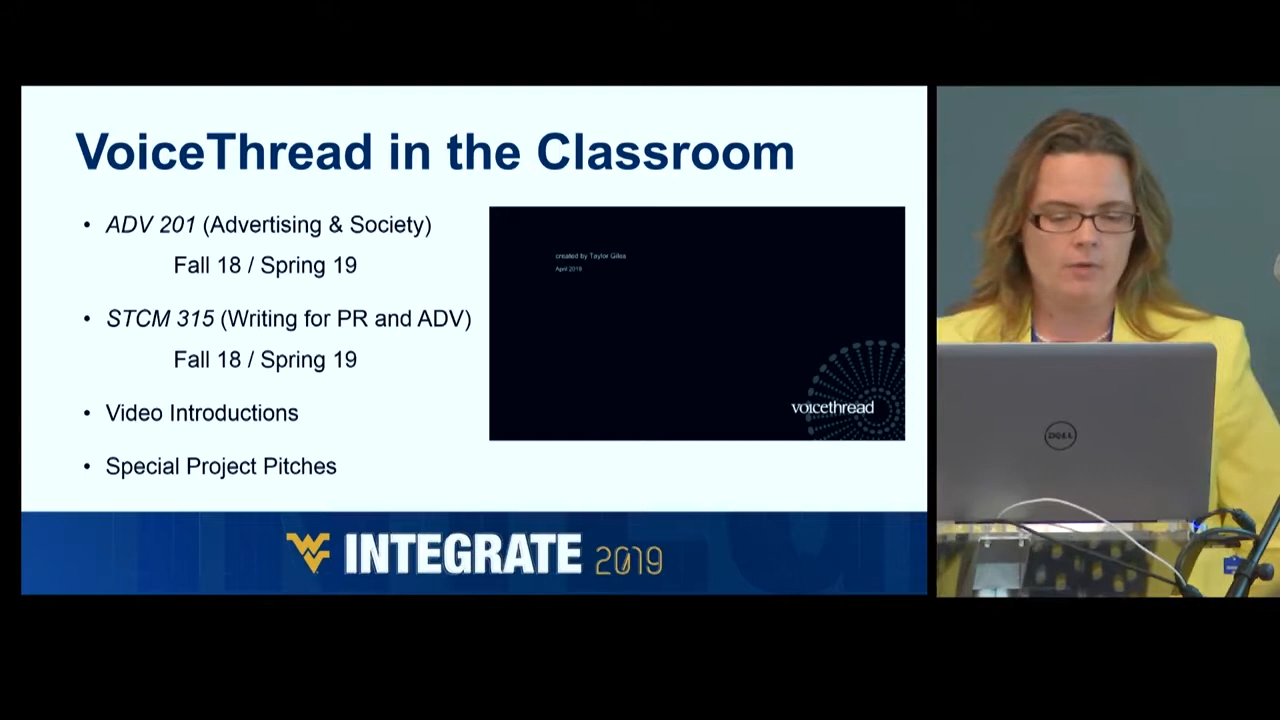 VoiceThread in the Classroom
• ADV 201 (Advertising & Society)
Fall 18 / Spring 19
• STCM 315 (Writing for PR and ADV)
Fall 18 / Spring 19
• Video Introductions
• Special Project Pitches
created by Taylor Giles
April 2019
voicethread
WV INTEGRATE 2019
DELL